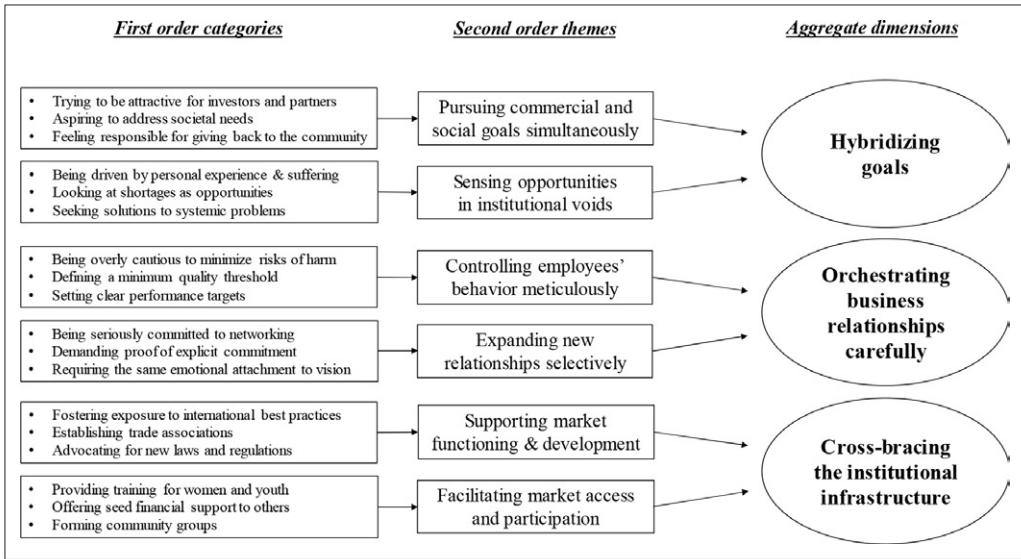 First order categories
Second order themes
Aggregate dimensions
• Trying to be attractive for investors and partners
• Aspiring to address societal needs
• Feeling responsible for giving back to the community
Pursuing commercial and
social goals simultaneously
• Being driven by personal experience & suffering
• Looking at shortages as opportunities
• Seeking solutions to systemic problems
Sensing opportunities
in institutional voids
Hybridizing
goals
• Being overly cautious to minimize risks of harm
• Defining a minimum quality threshold
• Setting clear performance targets
Controlling employees’
behavior meticulously
• Being seriously committed to networking
• Demanding proof of explicit commitment
• Requiring the same emotional attachment to vision
Expanding new
relationships selectively
Orchestrating
business
relationships
carefully
• Fostering exposure to international best practices
• Establishing trade associations
• Advocating for new laws and regulations
Supporting market
functioning & development
• Providing training for women and youth
• Offering seed financial support to others
• Forming community groups
Facilitating market access
and participation
Cross-bracing
the institutional
infrastructure